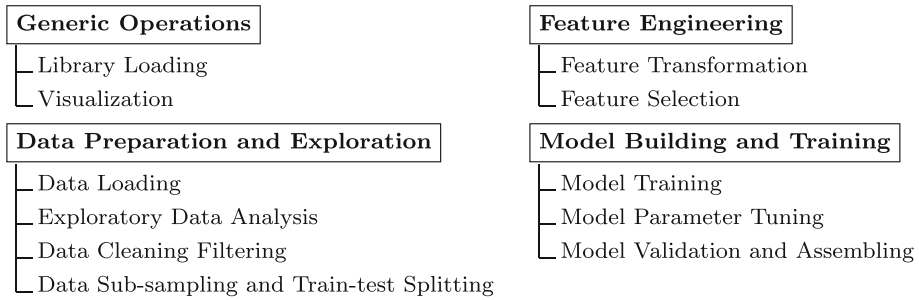 Generic Operations
Library Loading
Visualization
Data Preparation and Exploration
Data Loading
Exploratory Data Analysis
Data Cleaning Filtering
Data Sub-sampling and Train-test Splitting
Feature Engineering
Feature Transformation
Feature Selection
Model Building and Training
Model Training
Model Parameter Tuning
Model Validation and Assembling